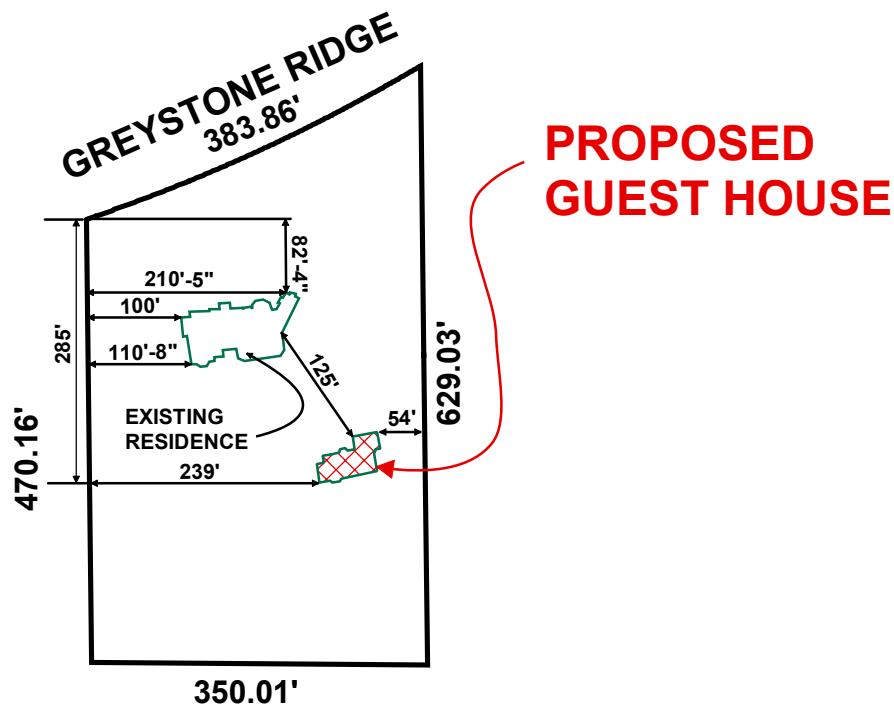 GREYSTONE RIDGE
383.86'
PROPOSED
GUEST HOUSE
82'-4"
210'-5"
100'
285'
110'-8"
125'
629.03'
54'
EXISTING
RESIDENCE
470.16'
239'
350.01'